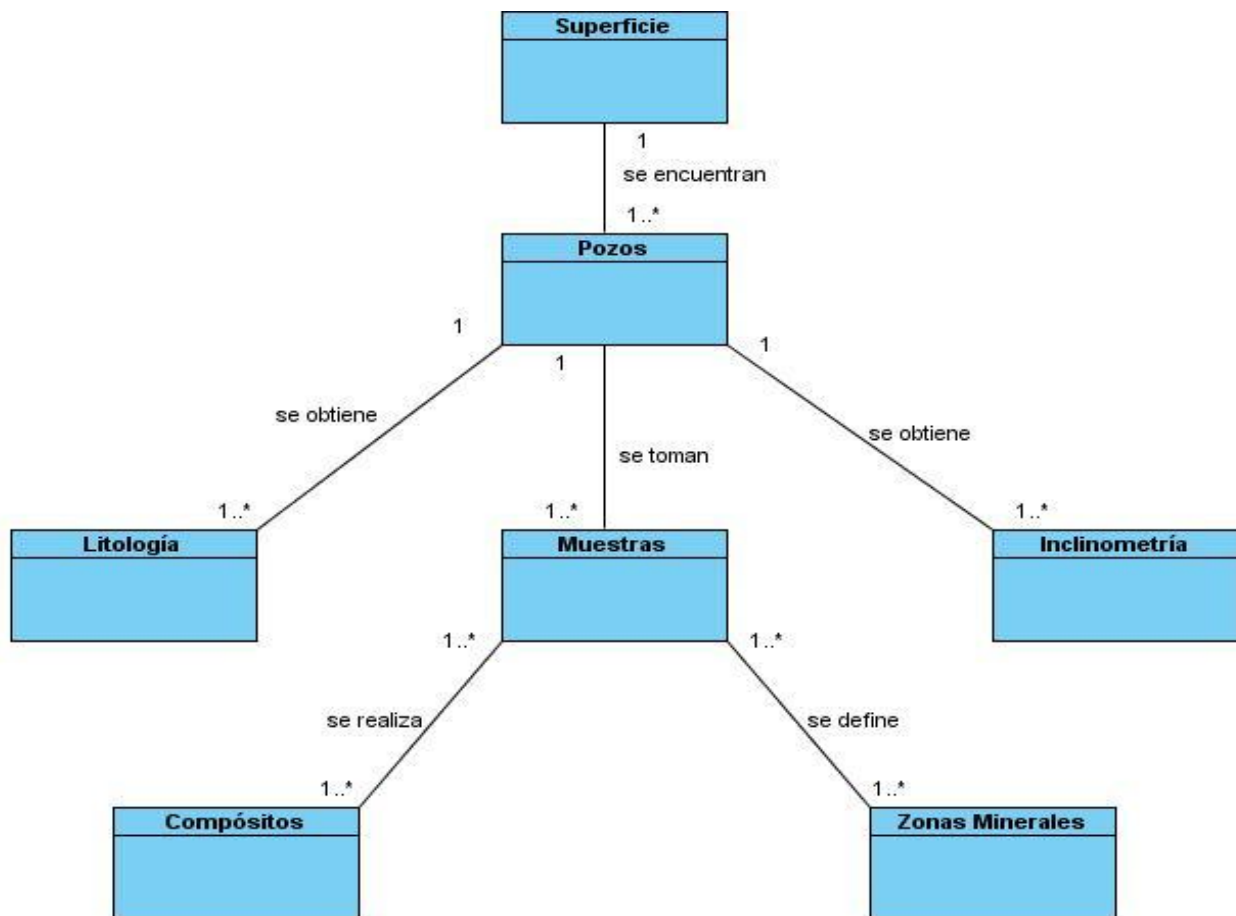 Superficie
1
se encuentran
1..*
Pozos
1
1
1
se obtiene
se toman
se obtiene
1..*
1..*
1..*
Litología
Muestras
Inclinometría
1..*
1..*
se realiza
se define
1..*
1..*
Compósitos
Zonas Minerales